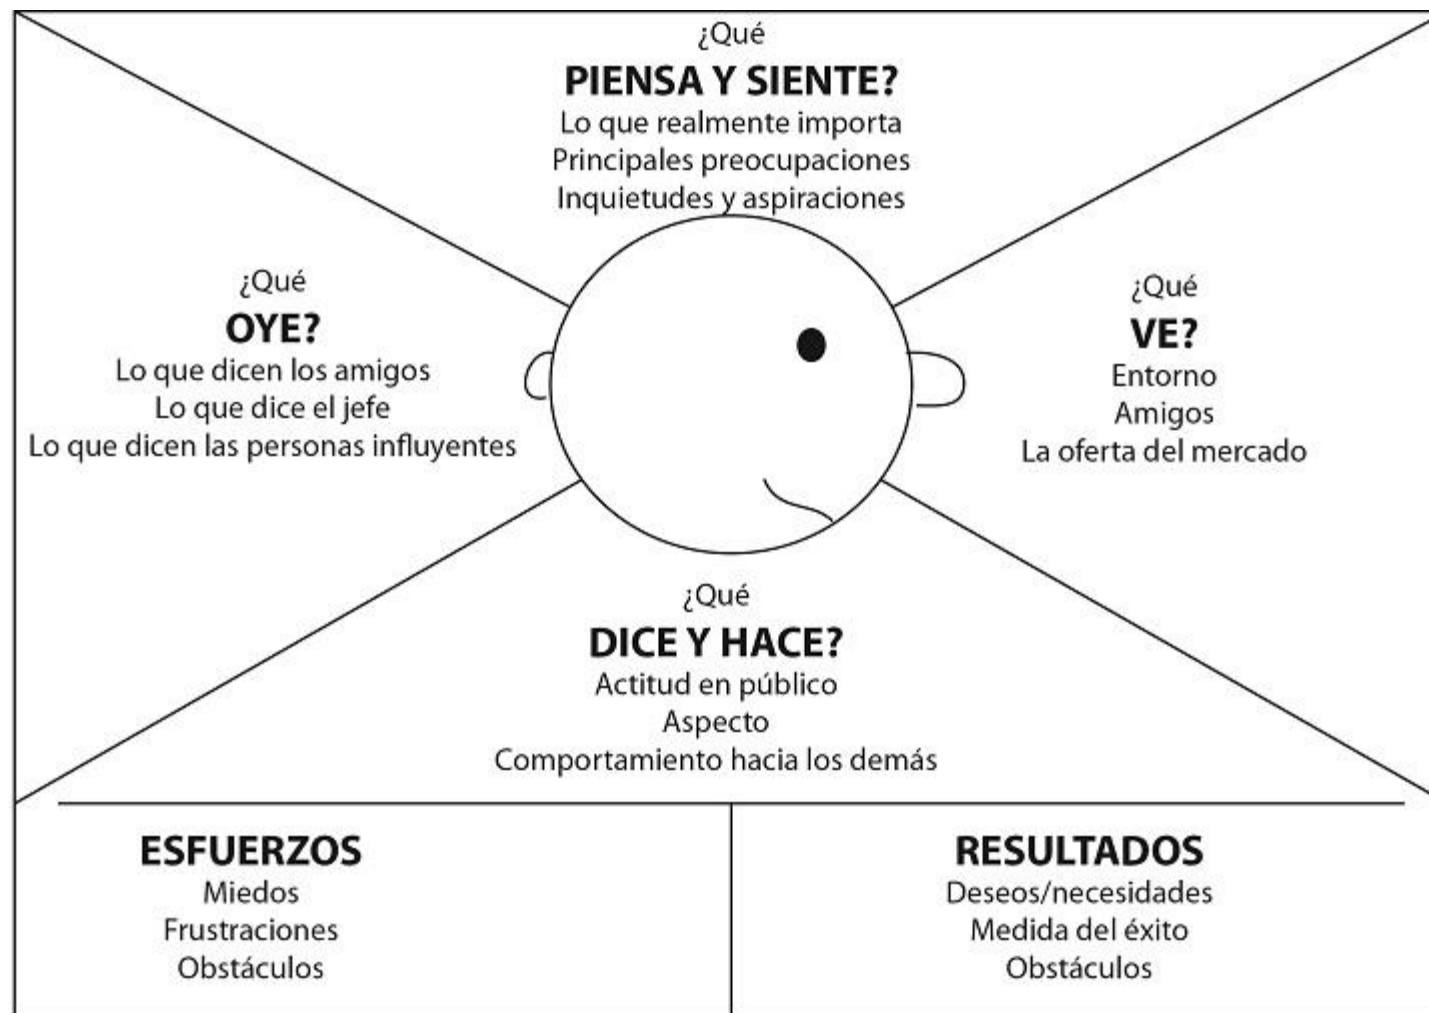 ¿Qué
PIENSA Y SIENTE?
Lo que realmente importa
Principales preocupaciones
Inquietudes y aspiraciones
¿Qué
OYE?
Lo que dicen los amigos
Lo que dice el jefe
Lo que dicen las personas influyentes
¿Qué
VE?
Entorno
Amigos
La oferta del mercado
¿Qué
DICE Y HACE?
Actitud en público
Aspecto
Comportamiento hacia los demás
ESFUERZOS
Miedos
Frustraciones
Obstáculos
RESULTADOS
Deseos/necesidades
Medida del éxito
Obstáculos